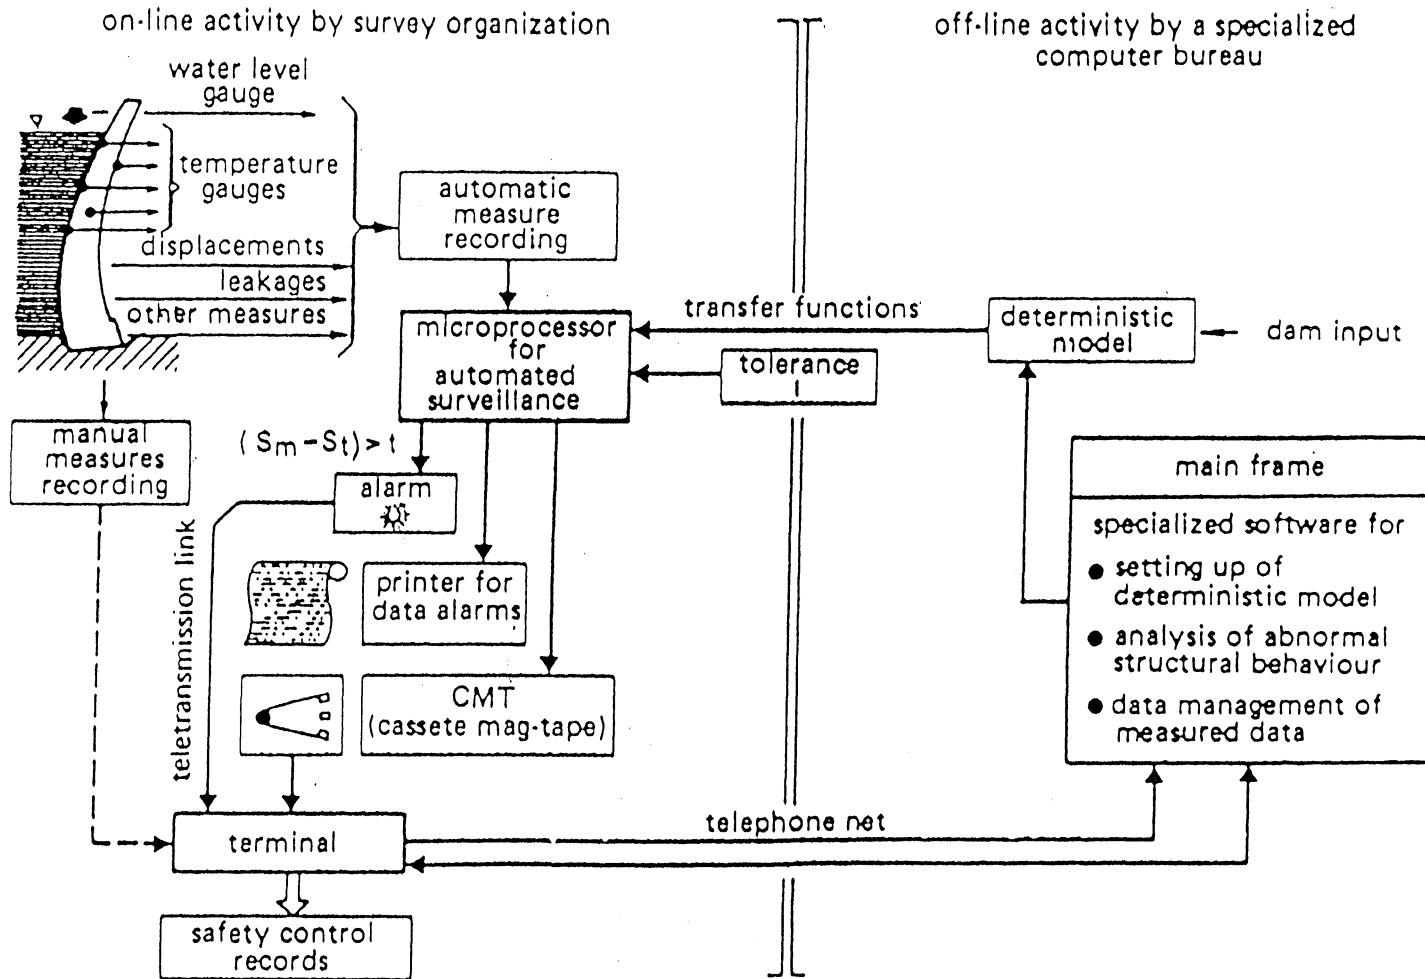 on-line activity by survey organization
off-line activity by a specialized
computer bureau
water level
gauge
temperature
gauges
displacements
leakages
other measures
automatic
measure
recording
microprocessor
for
automated
surveillance
transfer functions
tolerance
deterministic
model
dam input
manual
measures
recording
(Sm-St)>t
alarm
teletransmission link
printer for
data alarms
CMT
(cassete mag-tape)
main frame
specialized software for
● setting up of
deterministic model
● analysis of abnormal
structural behaviour
● data management of
measured data
terminal
telephone net
safety control
records